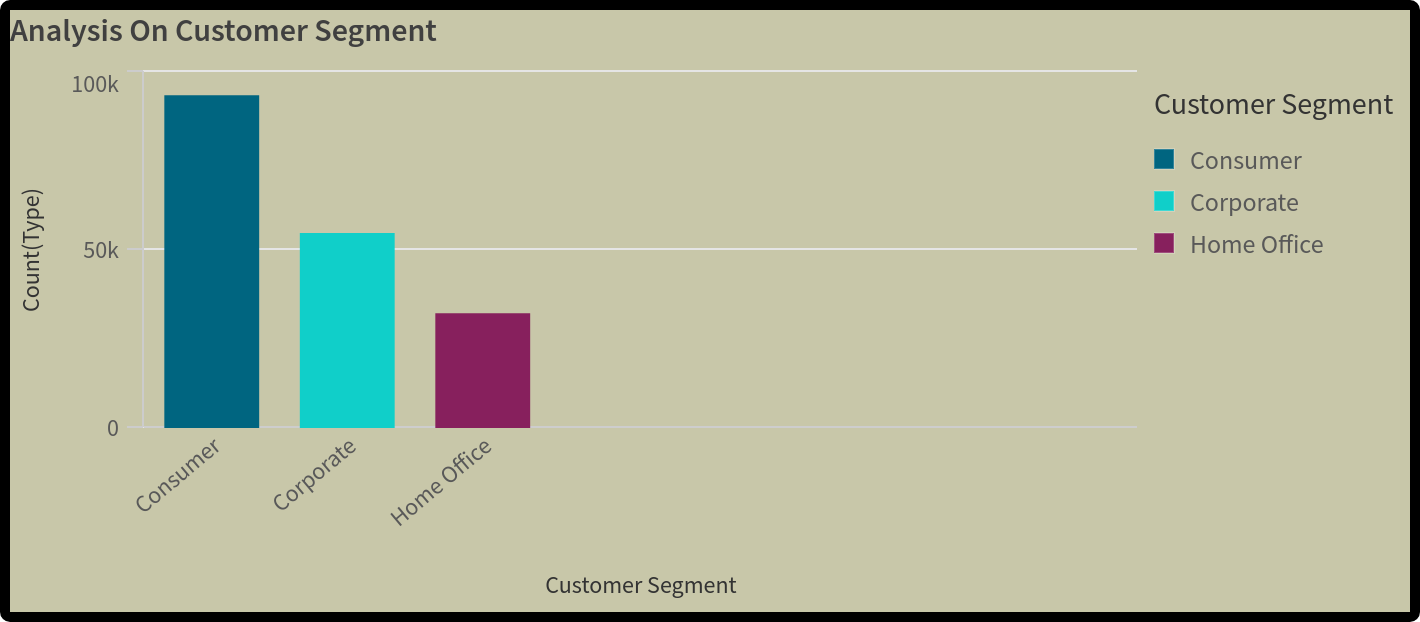 Analysis On Customer Segment
100k
50k
0
Count(Type)
Consumer
Corporate
Home Office
Customer Segment
Customer Segment
Consumer
Corporate
Home Office